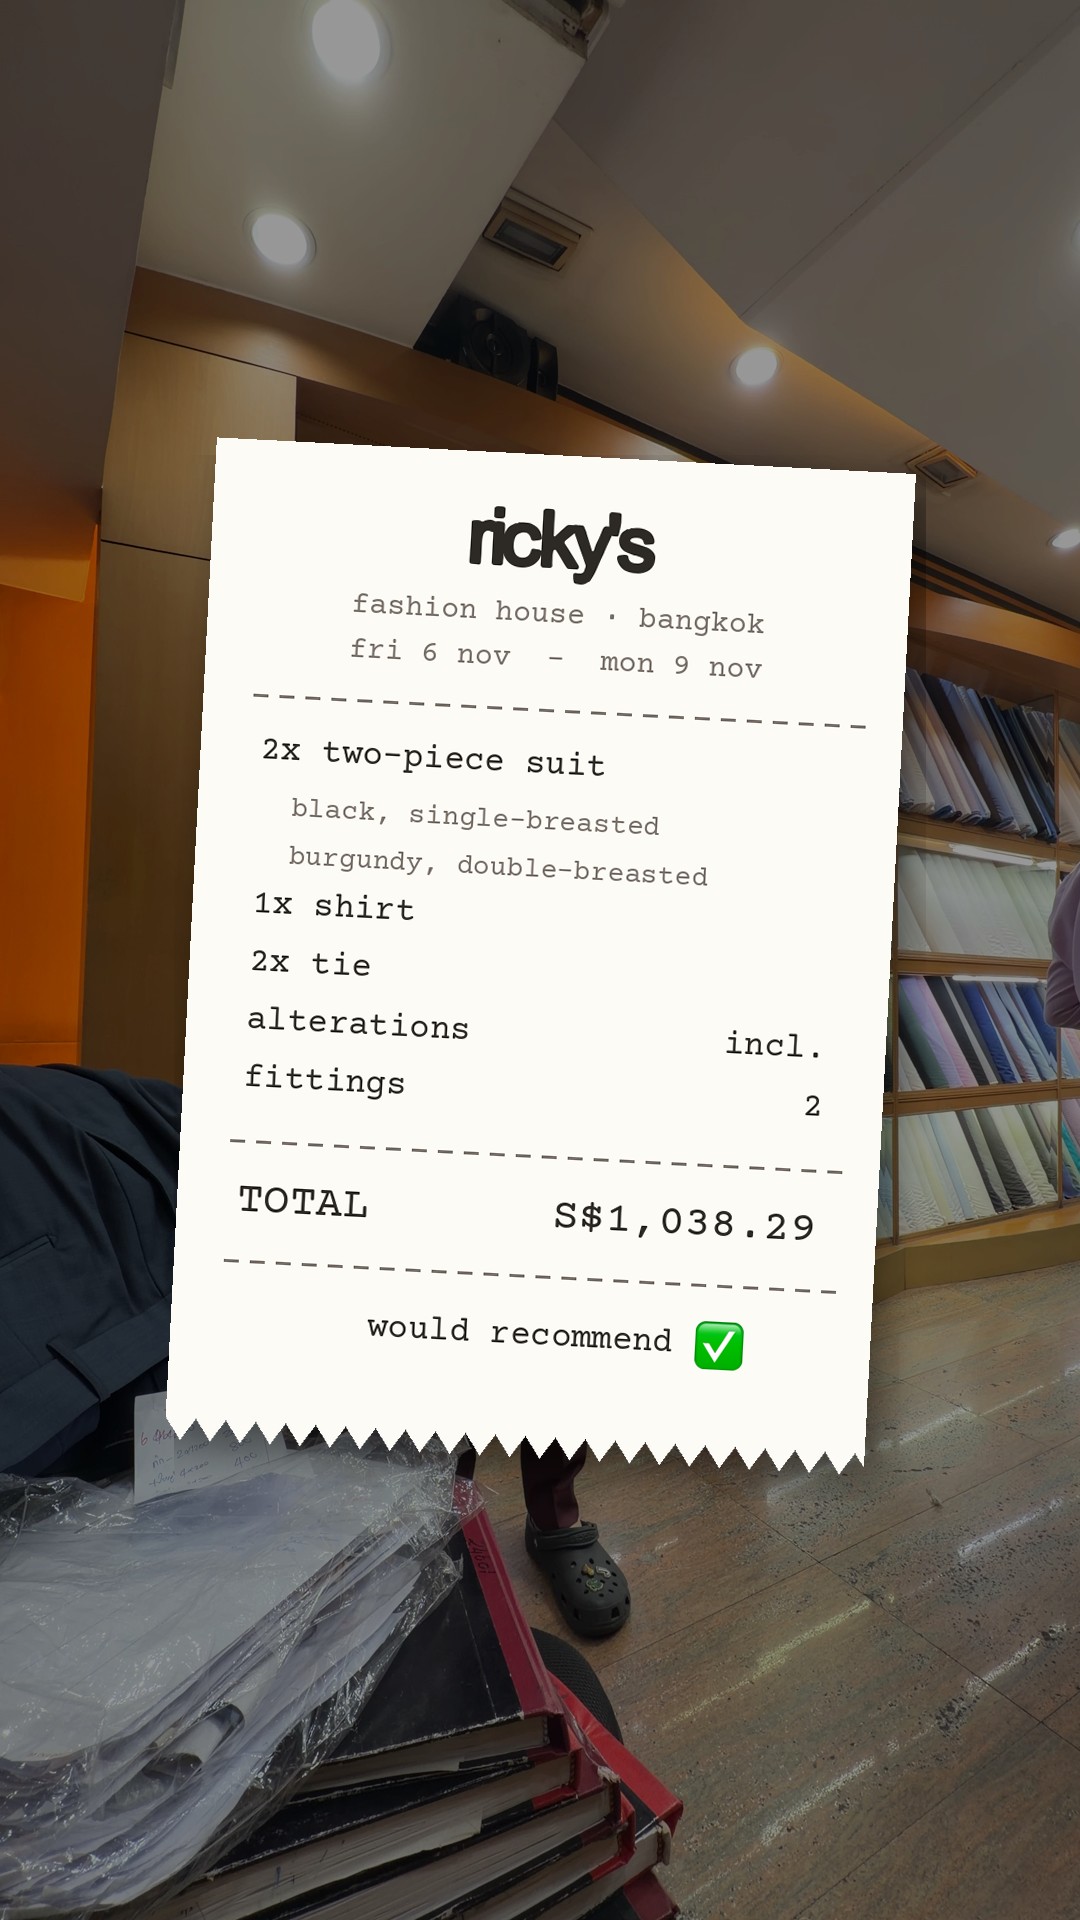 ricky's
fashion house · bangkok
fri 6 nov – mon 9 nov
2x two-piece suit
black, single-breasted
burgundy, double-breasted
1x shirt
2x tie
alterations incl.
fittings 2
TOTAL S$1,038.29
would recommend ✅